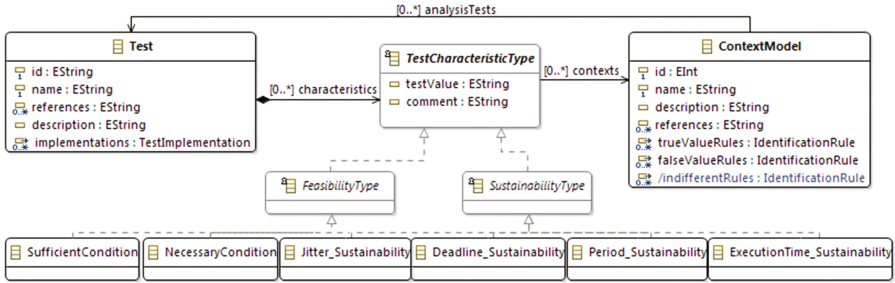 [0..*] analysisTests
Test
id : EString
name : EString
references : EString
description : EString
implementations : TestImplementation
[0..*] characteristics
TestCharacteristicType
testValue : EString
comment : EString
[0..*] contexts
ContextModel
id : EInt
name : EString
description : EString
references : EString
trueValueRules : IdentificationRule
falseValueRules : IdentificationRule
/indifferentRules : IdentificationRule
FeasibilityType
SustainabilityType
SufficientCondition
NecessaryCondition
Jitter_Sustainability
Deadline_Sustainability
Period_Sustainability
ExecutionTime_Sustainability